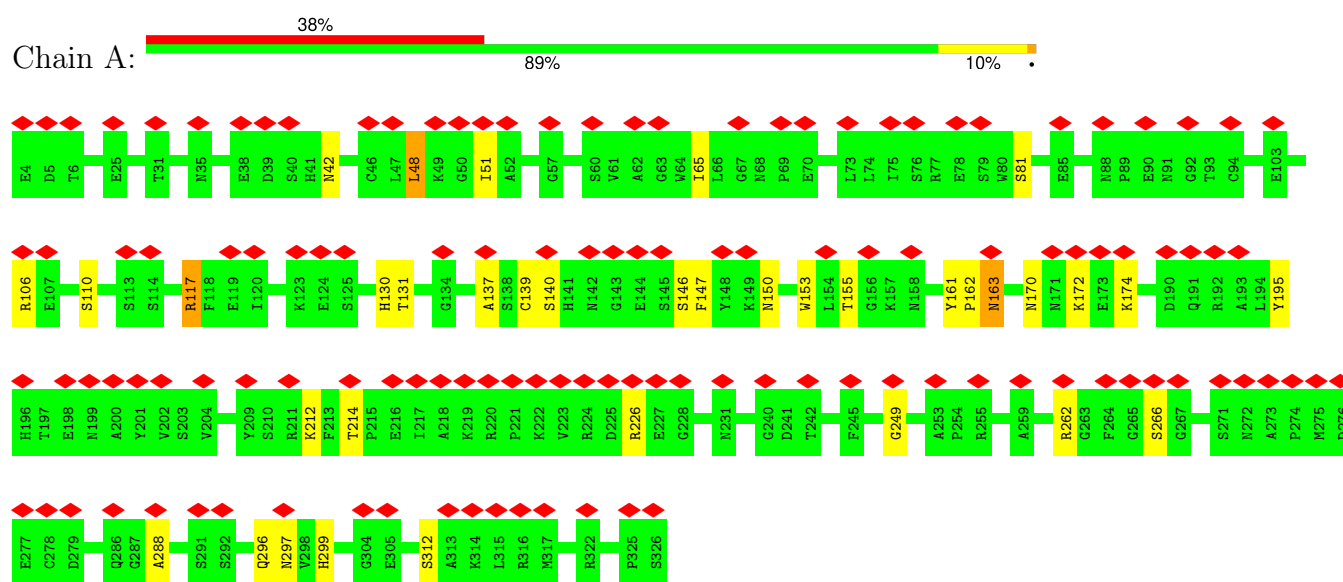 38%
Chain A:
89%
10%
•
E4 D5 T6 E25 T31 N35 E38 D39 S40 H41 N42 C46 L47 L48 K49 G50 I51 A52 G57 S60 V61 A62 G63 W64 I65 L66 G67 N68 P69 E70 L73 L74 I75 S76 R77 E78 S79 W80 S81 E85 N88 P89 E90 N91 G92 T93 C94 E103
R106 E107 S110 S113 S114 R117 F118 E119 I120 K123 E124 S125 H130 T131 G134 A137 S138 C139 S140 H141 N142 G143 E144 S145 S146 F147 Y148 K149 N150 W153 L154 T155 G156 K157 N158 Y161 P162 N163 N170 N171 K172 E173 K174 D190 Q191 R192 A193 L194 Y195
H196 T197 E198 N199 A200 Y201 V202 S203 V204 Y209 S210 R211 K212 F213 T214 P215 E216 I217 A218 K219 R220 P221 K222 V223 R224 D225 R226 E227 G228 N231 G240 D241 T242 F245 G249 A253 P254 R255 A259 R262 G263 F264 G265 S266 G267 S271 N272 A273 P274 M275
E277 C278 D279 Q286 G287 A288 S291 S292 Q296 N297 V298 H299 G304 E305 S312 A313 K314 L315 R316 M317 R322 P325 S326